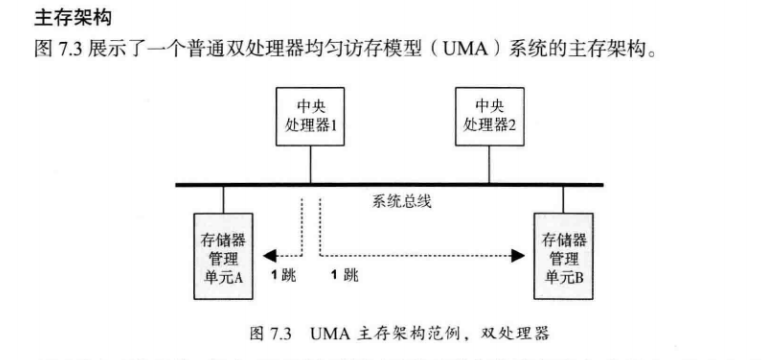 主存架构
图 7.3 展示了一个普通双处理器均匀访存模型（UMA）系统的主存架构。
中央
处理器1
中央
处理器2
系统总线
存储器
管理
单元A
1 跳
1 跳
存储器
管理
单元B
图 7.3 UMA 主存架构范例，双处理器